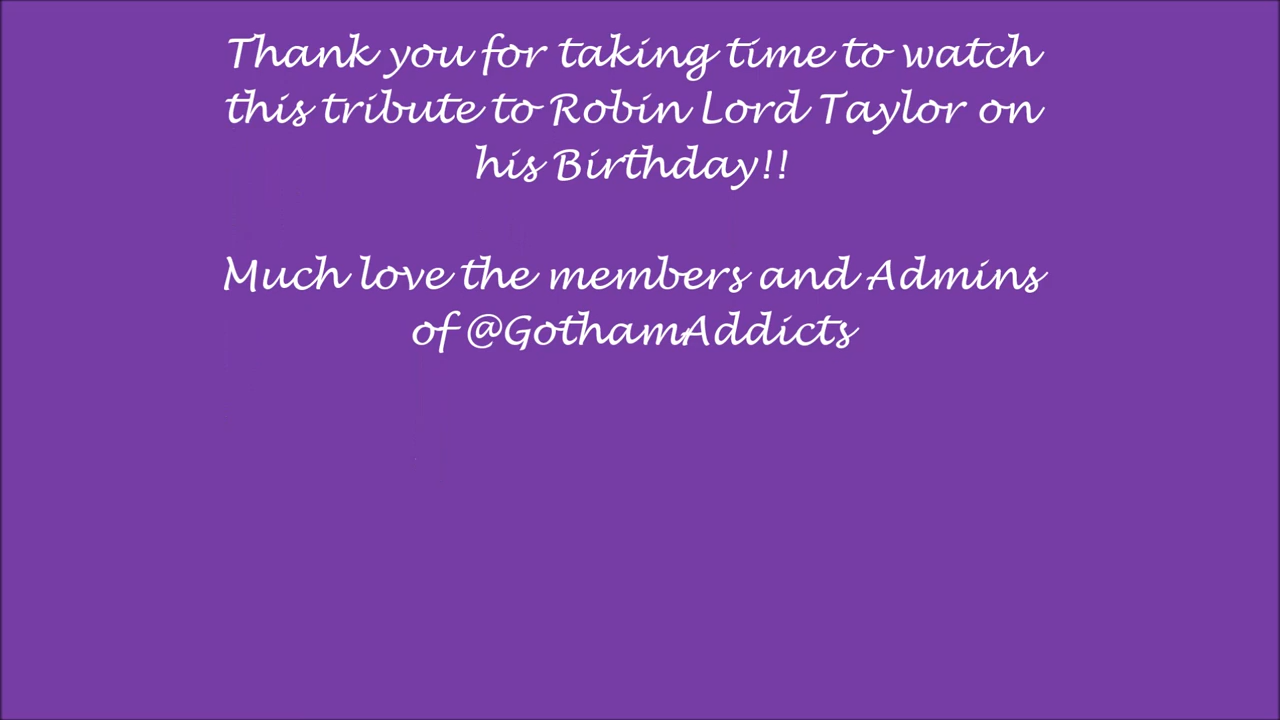 Thank you for taking time to watch
this tribute to Robin Lord Taylor on
his Birthday!!
Much love the members and Admins
of @GothamAddicts